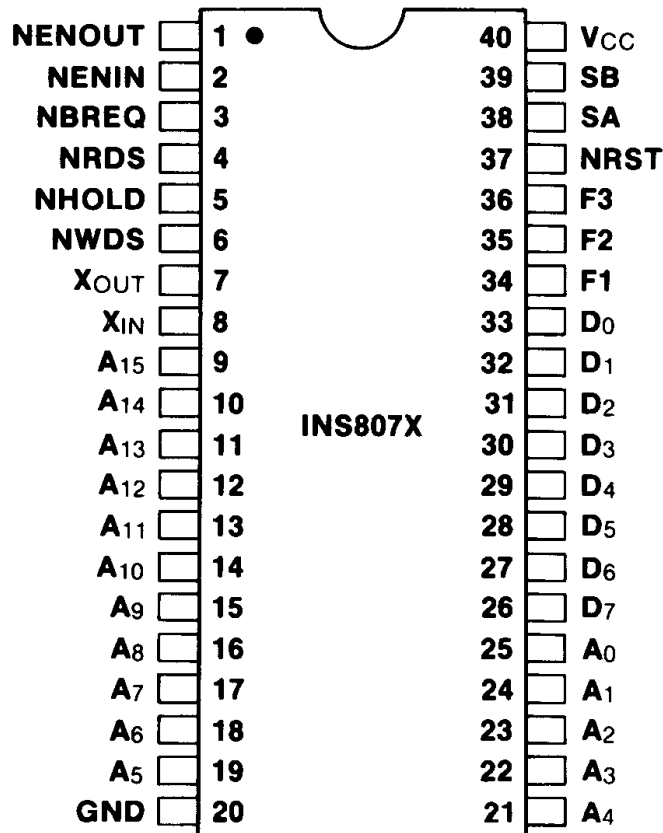 NENOUT 1 40 VCC
NENIN 2 39 SB
NBREQ 3 38 SA
NRDS 4 37 NRST
NHOLD 5 36 F3
NWDS 6 35 F2
XOUT 7 34 F1
XIN 8 33 D0
A15 9 32 D1
A14 10 31 D2
INS807X
A13 11 30 D3
A12 12 29 D4
A11 13 28 D5
A10 14 27 D6
A9 15 26 D7
A8 16 25 A0
A7 17 24 A1
A6 18 23 A2
A5 19 22 A3
GND 20 21 A4